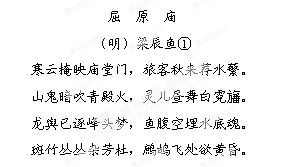 屈原庙
（明）梁辰鱼①
寒云掩映庙堂门，旅客秋来荐水蘩。
山鬼暗吹青殿火，灵儿昼舞白霓旛。
龙舆已逐峰头梦，鱼腹空埋水底魂。
斑竹丛丛杂芳杜，鹧鸪飞处欲黄昏。